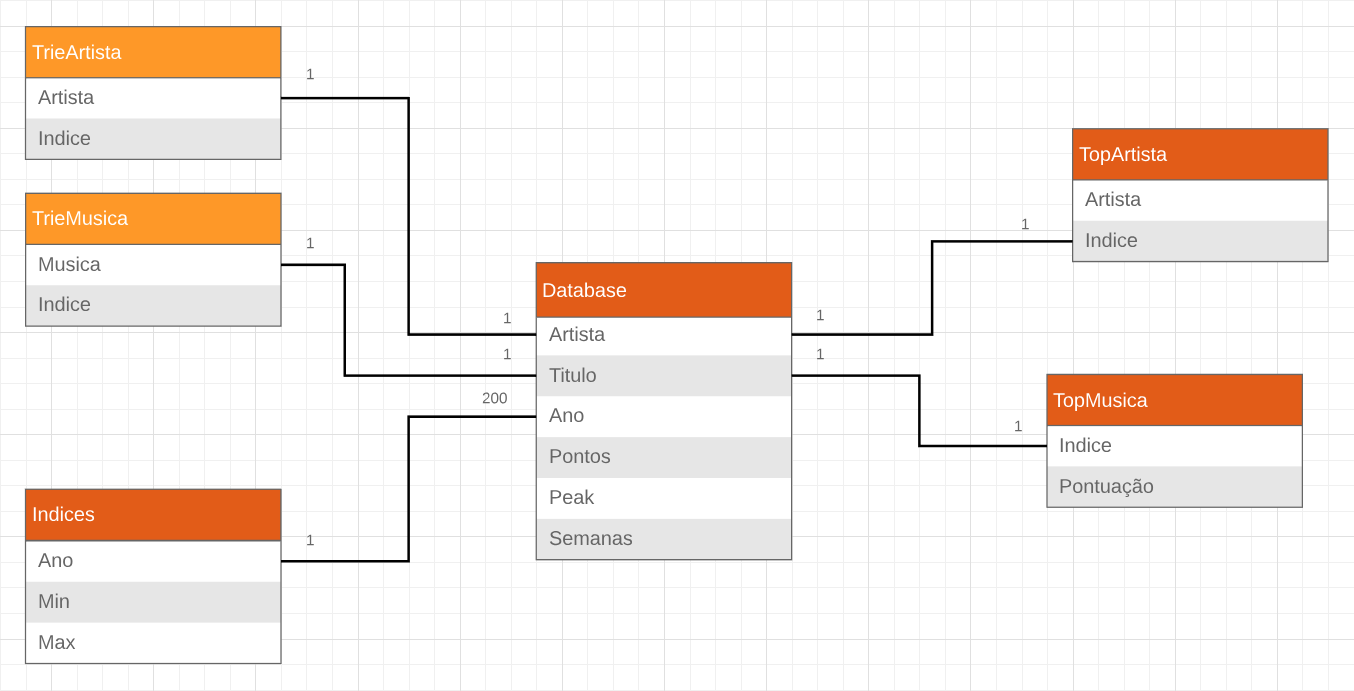 TrieArtista
Artista
Indice
1
TrieMusica
Musica
Indice
1
Indices
Ano
Min
Max
1
1
1
200
Database
Artista
Titulo
Ano
Pontos
Peak
Semanas
1
1
TopArtista
Artista
Indice
1
TopMusica
Indice
Pontuação
1